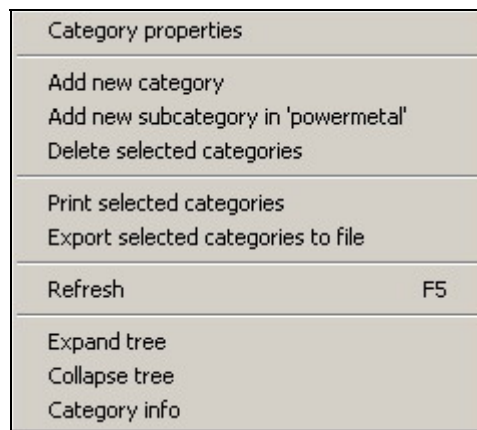 Category properties
Add new category
Add new subcategory in 'powermetal'
Delete selected categories
Print selected categories
Export selected categories to file
Refresh F5
Expand tree
Collapse tree
Category info